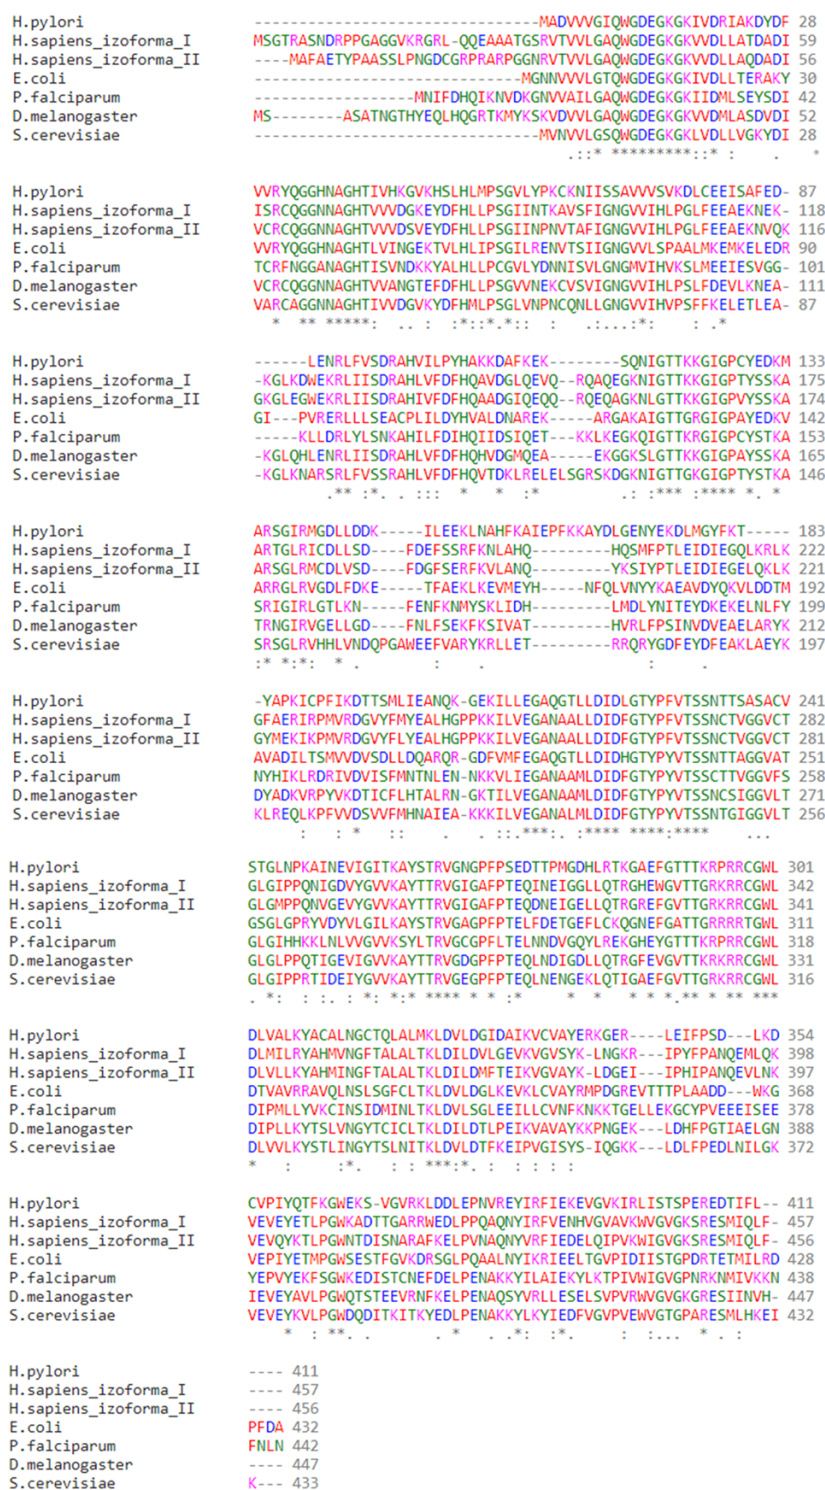 H.pylori -----------------------------MADVVVGIQWGDEGKGKIVDRIAKDYDF 28
H.sapiens_izoforma_I MSGTRASNDRPPGAGGVKRGRL-QQEAAATGSRVTVVLGAQWGDEGKGKVVDLLATDADI 59
H.sapiens_izoforma_II ----MAFAETYPAASSLPNGDCGRPRARPGGNRVTVVLGAQWGDEGKGKVVDLLAQDADI 56
E.coli -----------------------------MGNNVVVLGTQWGDEGKGKIVDLLTERAKY 30
P.falciparum ------------------MNIFDHQIKNVDKGNVVAILGAQWGDEGKGKIIDMLSEYSDI 42
D.melanogaster MS--------ASATNGTHYEQLHQGRTKMYKSKVDVVLGAQWGDEGKGKVVDMLASDVDI 52
S.cerevisiae --------------------------------MVNVVLGSQWGDEGKGKLVDLLVGKYDI 28
.::* **********::* : . *
H.pylori VVRYQGGHNAGHTIVHKGVKHSLHLMPSGVLYPKCKNIISSAVVVSVKDLCEEISAFED- 87
H.sapiens_izoforma_I ISRCQGGNNAGHTVVVDGKEYDFHLLPSGIINTKAVSFIGNGVVIHLPGLFEEAEKNEK- 118
H.sapiens_izoforma_II VCRCQGGNNAGHTVVVDSVEYDFHLLPSGIINPNVTAFIGNGVVIHLPGLFEEAEKNVQK 116
E.coli VVRYQGGHNAGHTLVINGEKTVLHLIPSGILRENVTSIIGNGVVLSPAALMKEMKELEDR 90
P.falciparum TCRFNGGANAGHTISVNDKKYALHLLPCGVLYDNNISVLGNGMVIHVKSLMEEIESVGG- 101
D.melanogaster VCRCQGGNNAGHTVVANGTEFDFHLLPSGVVNEKCVSVIGNGVVIHLPSLFDEVLKNEA- 111
S.cerevisiae VARCAGGNNAGHTIVVDGVKYDFHMLPSGLVNPNCQNLLGNGVVIHVPSFFKELETLEA- 87
* ** *****: .. : :*::*.*:: : .:...:*: : .*
H.pylori ------LENRLFVSDRAHVILPYHAKKDAFKEK--------SQNIGTTKKGIGPCYEDKM 133
H.sapiens_izoforma_I -KGLKDWEKRLIISDRAHLVFDFHQAVDGLQEVQ--RQAQEGKNIGTTKKGIGPTYSSKA 175
H.sapiens_izoforma_II GKGLEGWEKRLIISDRAHIVFDFHQAADGIQEQQ--RQEQAGKNLGTTKKGIGPVYSSKA 174
E.coli GI---PVRERLLLSEACPLILDYHVALDNAREK-----ARGAKAIGTTGRGIGPAYEDKV 142
P.falciparum -----KLLDRLYLSNKAHILFDIHQIIDSIQET---KKLKEGKQIGTTKRGIGPCYSTKA 153
D.melanogaster -KGLQHLENRLIISDRAHLVFDFHQHVDGMQEA-----EKGGKSLGTTKKGIGPAYSSKA 165
S.cerevisiae -KGLKNARSRLFVSSRAHLVFDFHQVTDKLRELELSGRSKDGKNIGTTGKGIGPTYSTKA 146
.** :*. . ::: * * :* .: :*** :**** *. *
H.pylori ARSGIRMGDLLDDK-----ILEEKLNAHFKAIEPFKKAYDLGENYEKDLMGYFKT----- 183
H.sapiens_izoforma_I ARTGLRICDLLSD-----FDEFSSRFKNLAHQ---------HQSMFPTLEIDIEGQLKRLK 222
H.sapiens_izoforma_II ARSGLRMCDLVSD-----FDGFSERFKVLANQ---------YKSIYPTLEIDIEGELQKLK 221
E.coli ARRGLRVGDLFDKE-----TFAEKLKEVMEYH-----NFQLVNYYKAEAVDYQKVLDDTM 192
P.falciparum SRIGIRLGTLKN-----FENFKNMYSKLIDH---------LMDLYNITEYDKEKELNLFY 199
D.melanogaster TRNGIRVGELLGD-----FNLFSEKFKSIVAT---------HVRLFPSINVDVEAELARYK 212
S.cerevisiae SRSGLRVHHLVNDQPGAWEEFVARYKRLLET---------RRQRYGDFEYDFEAKLAEYK 197
:* *:*: * . : . : .
H.pylori -YAPKICPFIKDTTSMLIEANQK-GEKILLEGAQGTLLDIDLGTYPFVTSSNTTSASACV 241
H.sapiens_izoforma_I GFAERIRPMVRDGVYFMYEALHGPPKKILVEGANAALLDIDFGTYPFVTSSNCTVGGVCT 282
H.sapiens_izoforma_II GYMEKIKPMVRDGVYFLYEALHGPPKKILVEGANAALLDIDFGTYPFVTSSNCTVGGVCT 281
E.coli AVADILTSMVVDVSDLLDQARQR-GDFVMFEGAQGTLLDIDHGTYPYVTSSNTTAGGVAT 251
P.falciparum NYHIKLRDRIVDVISFMNTNLEN-NKKVLIEGANAAMLDIDFGTYPYVTSSCTTVGGVFS 258
D.melanogaster DYADKVRPYVKDTICFLHTALRN-GKTILVEGANAAMLDIDFGTYPYVTSSNCSIGGVLT 271
S.cerevisiae KLREQLKPFVVDSVVFMHNAIEA-KKKILVEGANALMLDIDFGTYPYVTSSNTGIGGVLT 256
: : * :: . . ::.***:. :**** ****:**** ...
H.pylori STGLNPKAINEVIGITKAYSTRVGNGPFPSEDTTPMGDHLRTKGAEFGTTTKRPRRCGWL 301
H.sapiens_izoforma_I GLGIPPQNIGDVYGVVKAYTTRVGIGAFPTEQINEIGGLLQTRGHEWGVTTGRKRRCGWL 342
H.sapiens_izoforma_II GLGMPPQNVGEVYGVVKAYTTRVGIGAFPTEQDNEIGELLQTRGREFGVTTGRKRRCGWL 341
E.coli GSGLGPRYVDYVLGILKAYSTRVGAGPFPTELFDETGEFLCKQGNEFGATTGRRRRTGWL 311
P.falciparum GLGIHHKKLNLVVGVVKSYLTRVGCGPFLTELNNDVGQYLREKGHEYGTTTKRPRRCGWL 318
D.melanogaster GLGLPPQTIGEVIGVVKAYTTRVGDGPFPTEQLNDIGDLLQTRGFEVGVTTKRKRRCGWL 331
S.cerevisiae GLGIPPRTIDEIYGVVKAYTTRVGEGPFPTEQLNENGEKLQTIGAEFGVTTGRKRRCGWL 316
. *: : :. : *: *:* **** * * :* * * * * *.** * ** ***
H.pylori DLVALKYACALNGCTQLALMKLDVLDGIDAIKVCVAYERKGER----LEIFPSD---LKD 354
H.sapiens_izoforma_I DLMILRYAHMVNGFTALALTKLDILDVLGEVKVGVSYK-LNGKR---IPYFPANQEMLQK 398
H.sapiens_izoforma_II DLVLLKYAHMINGFTALALTKLDILDMFTEIKVGVAYK-LDGEI---IPHIPANQEVLNK 397
E.coli DTVAVRRAVQLNSLSGFCLTKLDVLDGLKEVKLCVAYRMPDGREVTTTPLAADD---WKG 368
P.falciparum DIPMLLYVKCINSIDMINLTKLDVLSGLEEILLCVNFKNKKTGELLEKGCYPVEEEISEE 378
D.melanogaster DIPLLKYTSLVNGYTCICLTKLDILDTLPEIKVAVAYKKPNGEK----LDHFPGTIAELGN 388
S.cerevisiae DLVVLKYSTLINGYTSLNITKLDVLDTFKEIPVGISYS-IQGKK---LDLFPEDLNILGK 372
* : :*. : : ***:*. : : : : :
H.pylori CVPIYQTFKGWEKS-VGVRKLDDLEPNVREYIRFIEKEVGVKIRLISTSPEREDTIFL-- 411
H.sapiens_izoforma_I VEVEYETLPGWKADTTGARRWEDLPPQAQNYIRFVENHVGVAVKWVGVGKSRESMIQLF- 457
H.sapiens_izoforma_II VEVQYKTLPGWNTDISNARAFKELPVNAQNYVRFIEDELQIPVKWIGVGKSRESMIQLF- 456
E.coli VEPIYETMPGWSESTFGVKDRSGLPQAALNYIKRIEELTGVPIDIISTGPDRTETMILRD 428
P.falciparum YEPVYEKFSGWKEDISTCNEFDELPENAKKYILAIEKYLKTPIVWIGVGPNRKNMIVKKN 438
D.melanogaster IEVEYAVLPGWQTSTEEVRNFKELPENAQSYVRLLESELSVPVRWVGVGKGRESIINVH- 447
S.cerevisiae VEVEYKVLPGWDQDITKITKYEDLPENAKKYLKYIEDFVGVPVEWVGTGPARESMLHKEI 432
* : **. . . * . .*: :*. : :... * . :
H.pylori ---- 411
H.sapiens_izoforma_I ---- 457
H.sapiens_izoforma_II ---- 456
E.coli PFDA 432
P.falciparum FNLN 442
D.melanogaster ---- 447
S.cerevisiae K--- 433